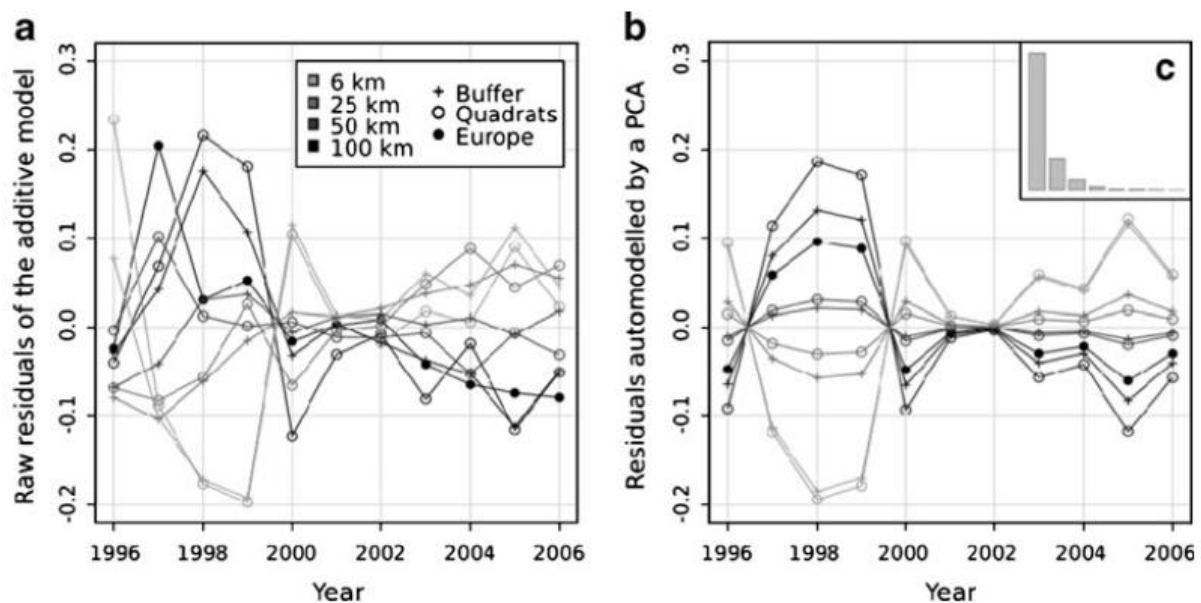 a
Raw residuals of the additive model
0.3
0.2
0.1
0.0
-0.1
-0.2
6 km
25 km
50 km
100 km
Buffer
Quadrats
Europe
1996 1998 2000 2002 2004 2006
Year
b
Residuals automodelled by a PCA
0.3
0.2
0.1
0.0
-0.1
-0.2
c
1996 1998 2000 2002 2004 2006
Year